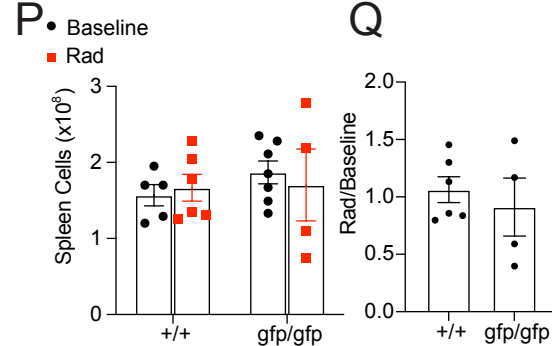 P
Baseline
Rad
Spleen Cells (x10⁸)
3
2
1
0
+/+
gfp/gfp
Q
Rad/Baseline
2.0
1.5
1.0
0.5
0.0
+/+
gfp/gfp